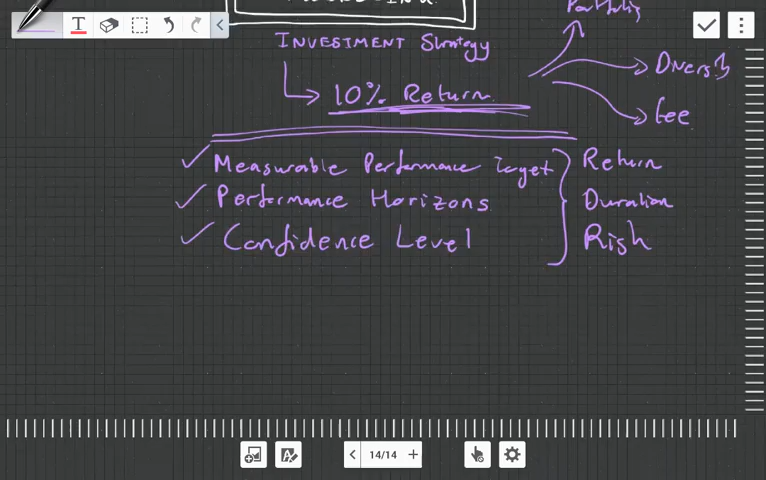 INVESTMENT Strategy
10% Return
Portfolio
Divers
Fee
Measurable Performance Target
Performance Horizons
Confidence Level
Return
Duration
Risk
T
14/14